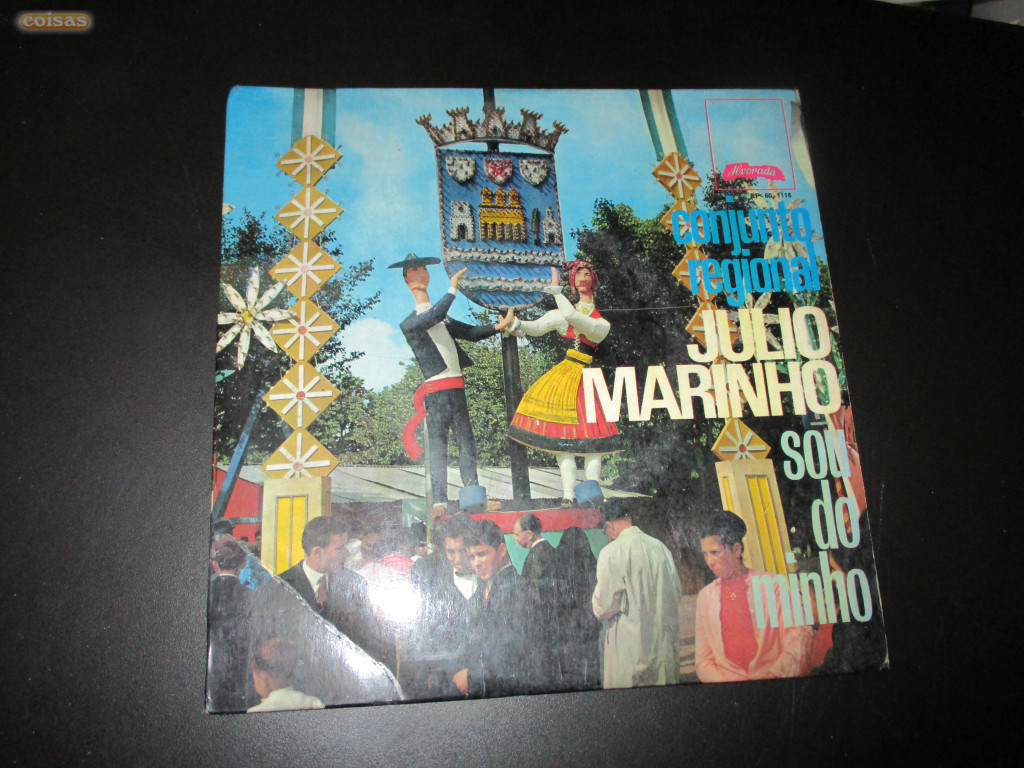 coisas
Alvorada
conjunto
regional
JULIO
MARINHO
sou
do
minho